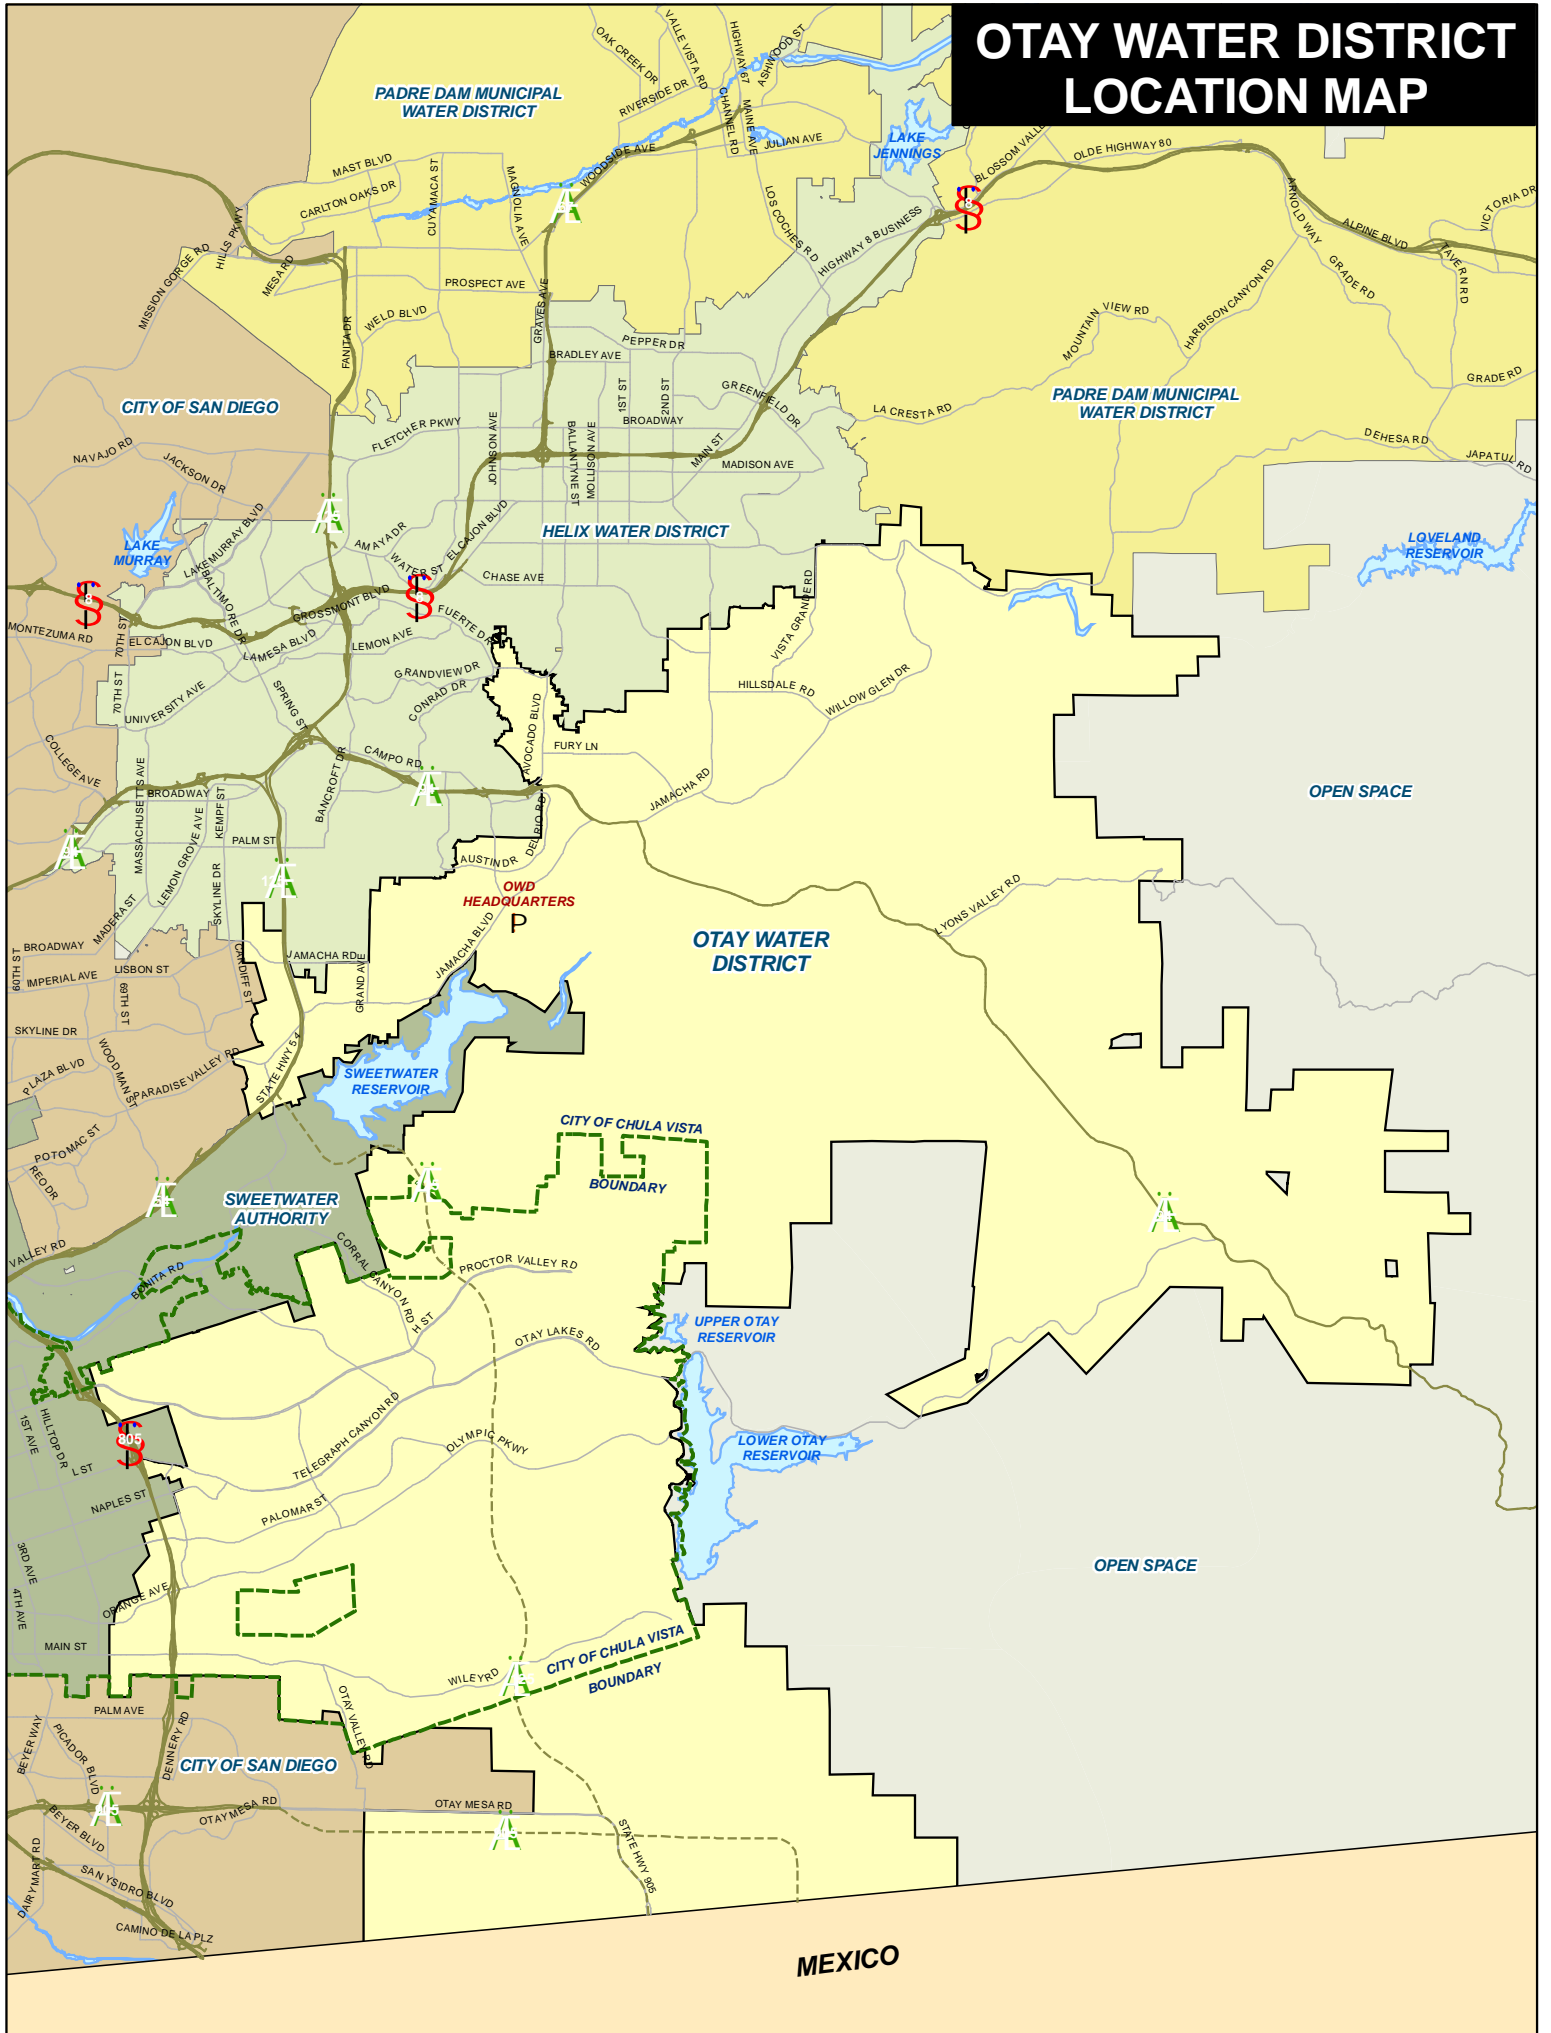 OTAY WATER DISTRICT
LOCATION MAP
PADRE DAM MUNICIPAL
WATER DISTRICT
OAK CREEK DR
VALLE VISTA RD
HIGHWAY 67
ASHWOOD ST
RIVERSIDE DR
CHANNEL RD
MAINE AVE
JULIAN AVE
WOODSIDE AVE
LAKE
JENNINGS
BLOSSOM VALLE
OLDE HIGHWAY 80
MAST BLVD
CARLTON OAKS DR
CUYAMACA ST
MAGNOLIA AVE
LOS COCHES RD
HIGHWAY 8 BUSINESS
8
ARNOLD WAY
ALPINE BLVD
VICTORIA DR
TAVERN RD
GRADE RD
HILLS PKWY
MISSION GORGE RD
MESA RD
PROSPECT AVE
WELD BLVD
FANITA DR
GRAVES AVE
PEPPER DR
BRADLEY AVE
MOUNTAIN VIEW RD
HARBISON CANYON RD
GRADE RD
CITY OF SAN DIEGO
1ST ST
2ND ST
GREENFIELD DR
BROADWAY
LA CRESTA RD
PADRE DAM MUNICIPAL
WATER DISTRICT
DEHESA RD
JAPATUL RD
FLETCHER PKWY
JOHNSON AVE
BALLANTYNE ST
MOLLISON AVE
MAIN ST
MADISON AVE
NAVAJO RD
JACKSON DR
LAKE MURRAY BLVD
LAKE
MURRAY
AMAYA DR
WATER ST
EL CAJON BLVD
HELIX WATER DISTRICT
LOVELAND
RESERVOIR
8
CHASE AVE
BALTIMORE DR
GROSSMONT BLVD
FUERTE DR
MONTEZUMA RD
70TH ST
EL CAJON BLVD
LA MESA BLVD
LEMON AVE
VISTA GRANDE RD
GRANDVIEW DR
CONRAD DR
HILLSDALE RD
WILLOW GLEN DR
70TH ST
UNIVERSITY AVE
SPRING ST
AVOCADO BLVD
FURY LN
COLLEGE AVE
CAMPO RD
BANCROFT DR
JAMACHA RD
OPEN SPACE
MASSACHUSETTS AVE
BROADWAY
KEMPF ST
LEMON GROVE AVE
PALM ST
DEL RIO RD
AUSTIN DR
SKYLINE DR
MADERA ST
OWD
HEADQUARTERS
P
LYONS VALLEY RD
OTAY WATER
DISTRICT
60TH ST
BROADWAY
IMPERIAL AVE
LISBON ST
69TH ST
CARDIFF ST
JAMACHA RD
GRAND AVE
JAMACHA BLVD
SKYLINE DR
WOODMAN ST
PLAZA BLVD
PARADISE VALLEY RD
STATE HWY 54
SWEETWATER
RESERVOIR
POTOMAC ST
REO DR
CITY OF CHULA VISTA
BOUNDARY
SWEETWATER
AUTHORITY
VALLEY RD
BONITA RD
CORRAL CANYON RD
PROCTOR VALLEY RD
H ST
OTAY LAKES RD
UPPER OTAY
RESERVOIR
1ST AVE
HILLTOP DR
L ST
805
TELEGRAPH CANYON RD
OLYMPIC PKWY
LOWER OTAY
RESERVOIR
NAPLES ST
PALOMAR ST
3RD AVE
4TH AVE
ORANGE AVE
OPEN SPACE
MAIN ST
WILEY RD
CITY OF CHULA VISTA
BOUNDARY
PALM AVE
BEYER WAY
PICADOR BLVD
DENNERY RD
OTAY VALLEY RD
CITY OF SAN DIEGO
OTAY MESA RD
OTAY MESA RD
BEYER BLVD
STATE HWY 905
DAIRY MART RD
SAN YSIDRO BLVD
CAMINO DE LA PLZ
MEXICO